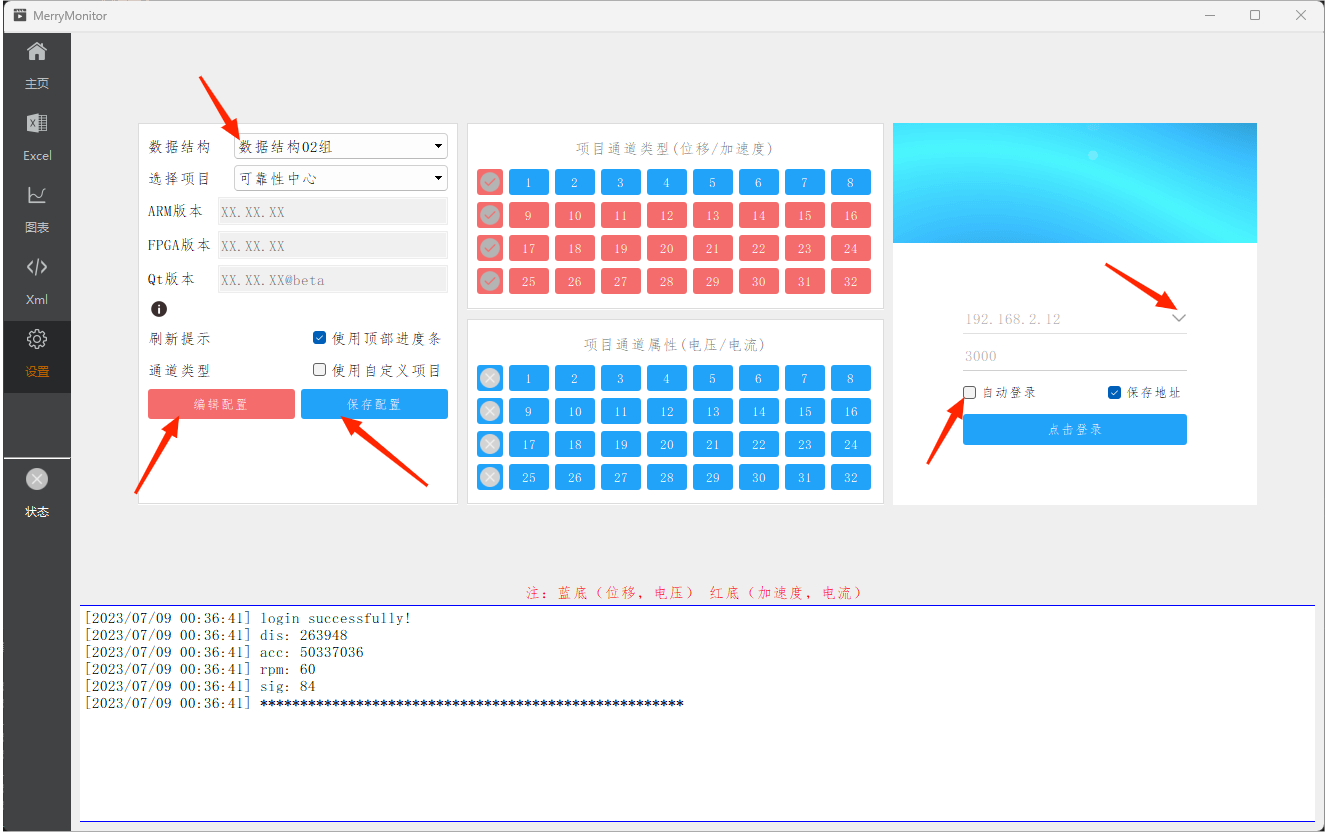 MerryMonitor
主页
Excel
图表
Xml
设置
状态
数据结构 数据结构02组
选择项目 可靠性中心
ARM版本 XX.XX.XX
FPGA版本 XX.XX.XX
Qt版本 XX.XX.XX@beta
刷新提示 使用顶部进度条
通道类型 使用自定义项目
编辑配置 保存配置
项目通道类型(位移/加速度)
1 2 3 4 5 6 7 8
9 10 11 12 13 14 15 16
17 18 19 20 21 22 23 24
25 26 27 28 29 30 31 32
项目通道属性(电压/电流)
1 2 3 4 5 6 7 8
9 10 11 12 13 14 15 16
17 18 19 20 21 22 23 24
25 26 27 28 29 30 31 32
192.168.2.12
3000
自动登录 保存地址
点击登录
注: 蓝底（位移, 电压） 红底（加速度, 电流）
[2023/07/09 00:36:41] login successfully!
[2023/07/09 00:36:41] dis: 263948
[2023/07/09 00:36:41] acc: 50337036
[2023/07/09 00:36:41] rpm: 60
[2023/07/09 00:36:41] sig: 84
[2023/07/09 00:36:41] *****************************************************